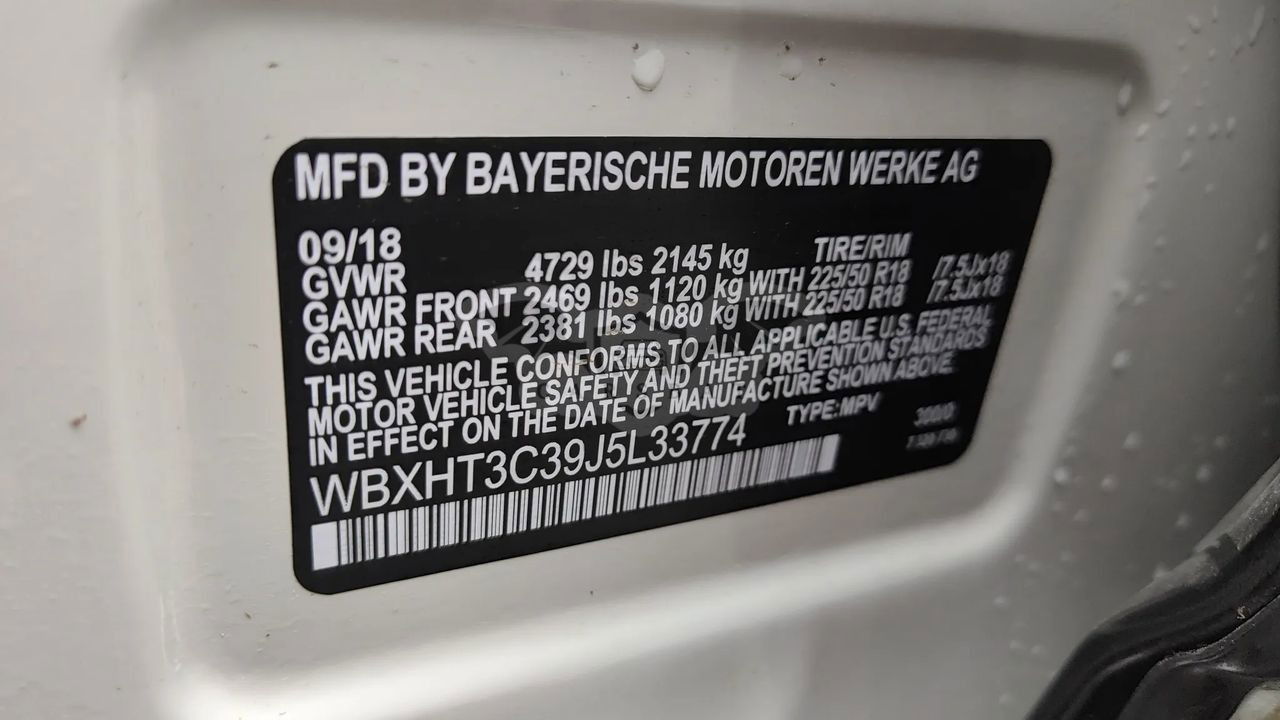 MFD BY BAYERISCHE MOTOREN WERKE AG
09/18
GVWR 4729 lbs 2145 kg TIRE/RIM
GAWR FRONT 2469 lbs 1120 kg WITH 225/50 R18 /7.5Jx18
GAWR REAR 2381 lbs 1080 kg WITH 225/50 R18 /7.5Jx18
THIS VEHICLE CONFORMS TO ALL APPLICABLE U.S. FEDERAL
MOTOR VEHICLE SAFETY AND THEFT PREVENTION STANDARDS
IN EFFECT ON THE DATE OF MANUFACTURE SHOWN ABOVE.
TYPE:MPV
WBXHT3C39J5L33774